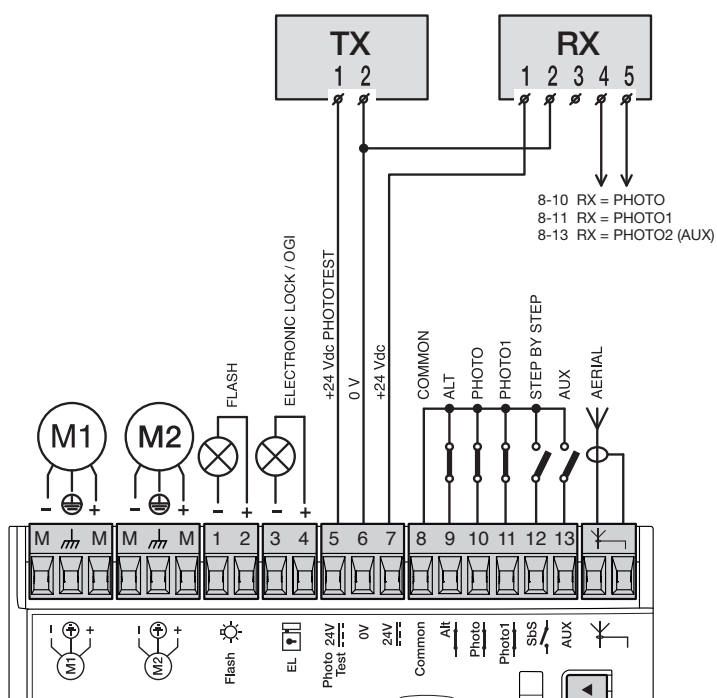 TX
1 2
RX
1 2 3 4 5
8-10 RX = PHOTO
8-11 RX = PHOTO1
8-13 RX = PHOTO2 (AUX)
FLASH
ELECTRONIC LOCK / OGI
+24 Vdc PHOTOTEST
0 V
+24 Vdc
COMMON
ALT
PHOTO
PHOTO1
STEP BY STEP
AUX
AERIAL
M1
M2
- +
- +
- +
- +
M M M M 1 2 3 4 5 6 7 8 9 10 11 12 13
- +
M1
- +
M2
Flash
EL
Photo 24V
Test
0V
24V
Common
Alt
Photo
Photo1
SbS
AUX